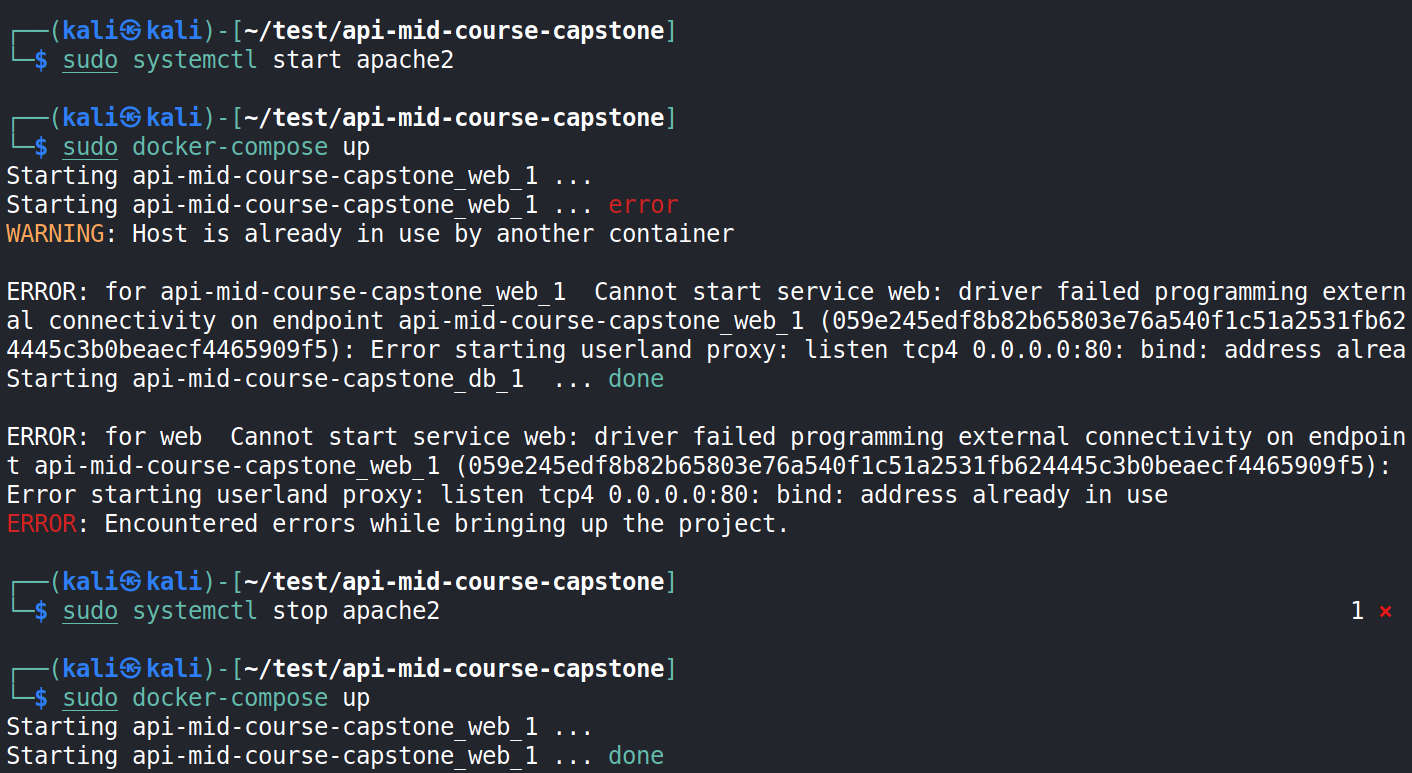 ┌──(kali㉿kali)-[~/test/api-mid-course-capstone]
└─$ sudo systemctl start apache2
┌──(kali㉿kali)-[~/test/api-mid-course-capstone]
└─$ sudo docker-compose up
Starting api-mid-course-capstone_web_1 ...
Starting api-mid-course-capstone_web_1 ... error
WARNING: Host is already in use by another container
ERROR: for api-mid-course-capstone_web_1  Cannot start service web: driver failed programming extern
al connectivity on endpoint api-mid-course-capstone_web_1 (059e245edf8b82b65803e76a540f1c51a2531fb62
4445c3b0beaecf4465909f5): Error starting userland proxy: listen tcp4 0.0.0.0:80: bind: address alrea
Starting api-mid-course-capstone_db_1  ... done
ERROR: for web  Cannot start service web: driver failed programming external connectivity on endpoin
t api-mid-course-capstone_web_1 (059e245edf8b82b65803e76a540f1c51a2531fb624445c3b0beaecf4465909f5):
Error starting userland proxy: listen tcp4 0.0.0.0:80: bind: address already in use
ERROR: Encountered errors while bringing up the project.
┌──(kali㉿kali)-[~/test/api-mid-course-capstone]
└─$ sudo systemctl stop apache2 1 ⨯
┌──(kali㉿kali)-[~/test/api-mid-course-capstone]
└─$ sudo docker-compose up
Starting api-mid-course-capstone_web_1 ...
Starting api-mid-course-capstone_web_1 ... done